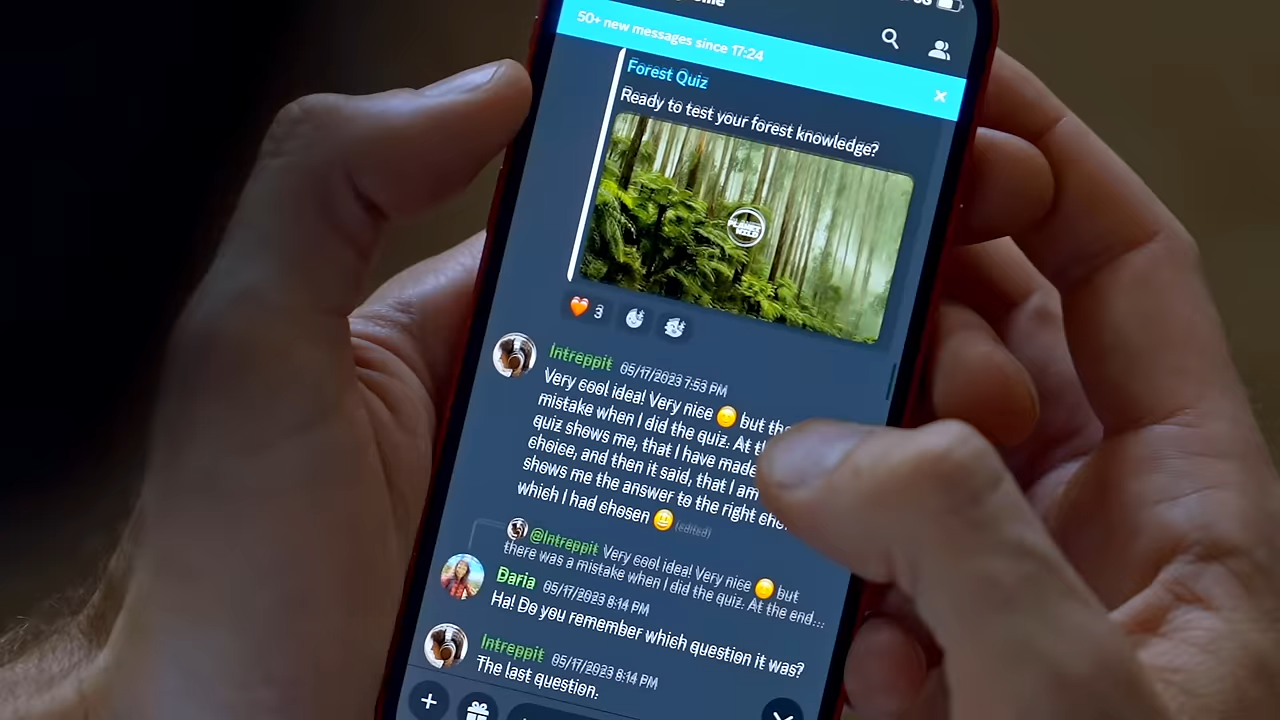 5G
50+ new messages since 17:24
Forest Quiz
Ready to test your forest knowledge?
PLANET
WILD
3
Intreppit 05/17/2023 7:53 PM
Very cool idea! Very nice but the
mistake when I did the quiz. At th
quiz shows me, that I have made
choice, and then it said, that I am
shows me the answer to the right cho
which I had chosen (edited)
@Intreppit Very cool idea! Very nice but
there was a mistake when I did the quiz. At the end...
Daria 05/17/2023 8:14 PM
Ha! Do you remember which question it was?
Intreppit 05/17/2023 8:14 PM
The last question.